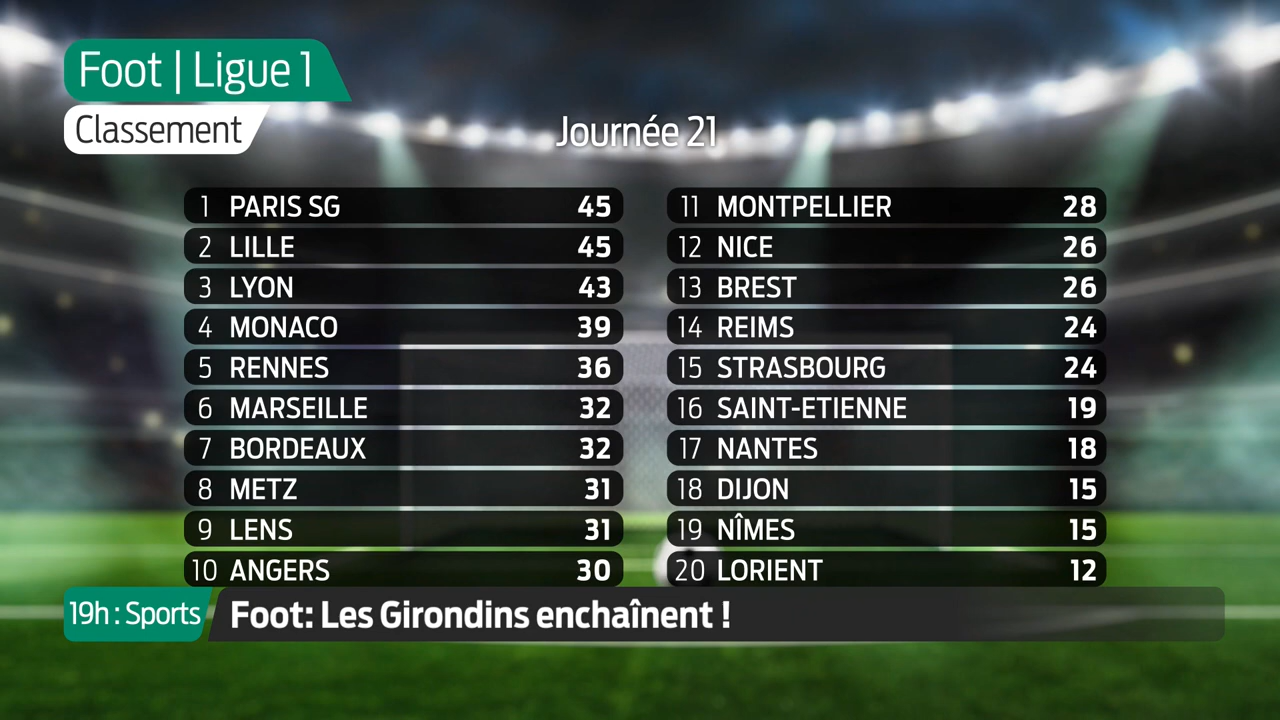 Foot | Ligue 1
Classement
Journée 21
1 PARIS SG 45
2 LILLE 45
3 LYON 43
4 MONACO 39
5 RENNES 36
6 MARSEILLE 32
7 BORDEAUX 32
8 METZ 31
9 LENS 31
10 ANGERS 30
11 MONTPELLIER 28
12 NICE 26
13 BREST 26
14 REIMS 24
15 STRASBOURG 24
16 SAINT-ETIENNE 19
17 NANTES 18
18 DIJON 15
19 NÎMES 15
20 LORIENT 12
19h : Sports
Foot: Les Girondins enchaînent !